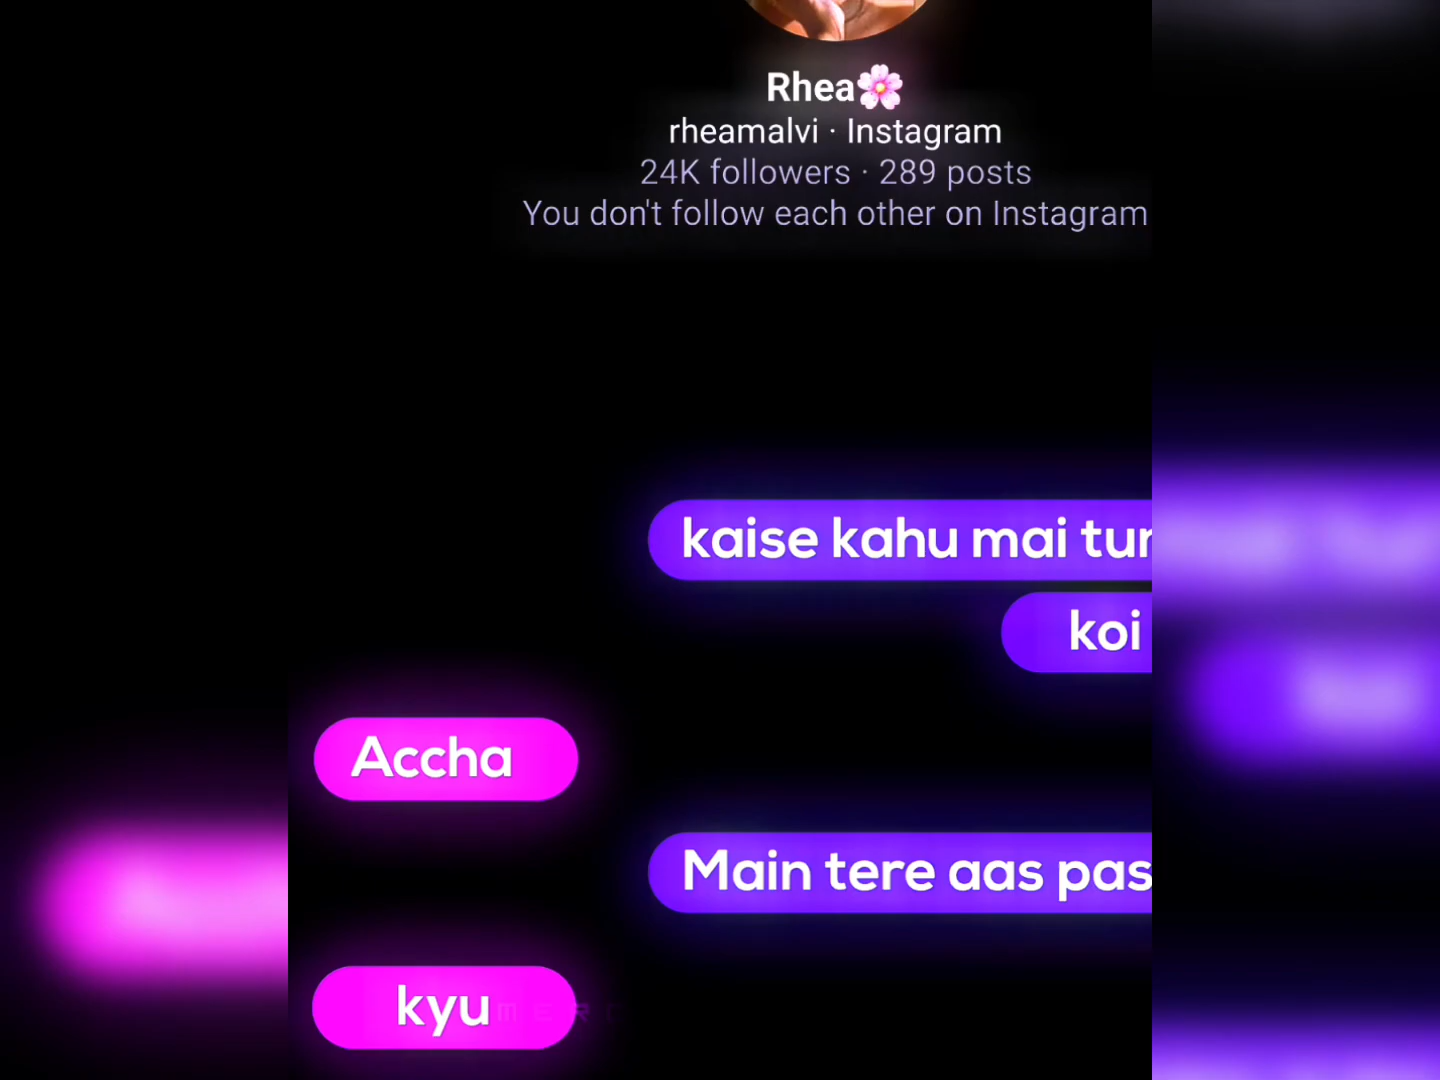 Rhea🌸
rheamalvi · Instagram
24K followers · 289 posts
You don't follow each other on Instagram
kaise kahu mai
koi
Accha
Main tere aas pas
kyu